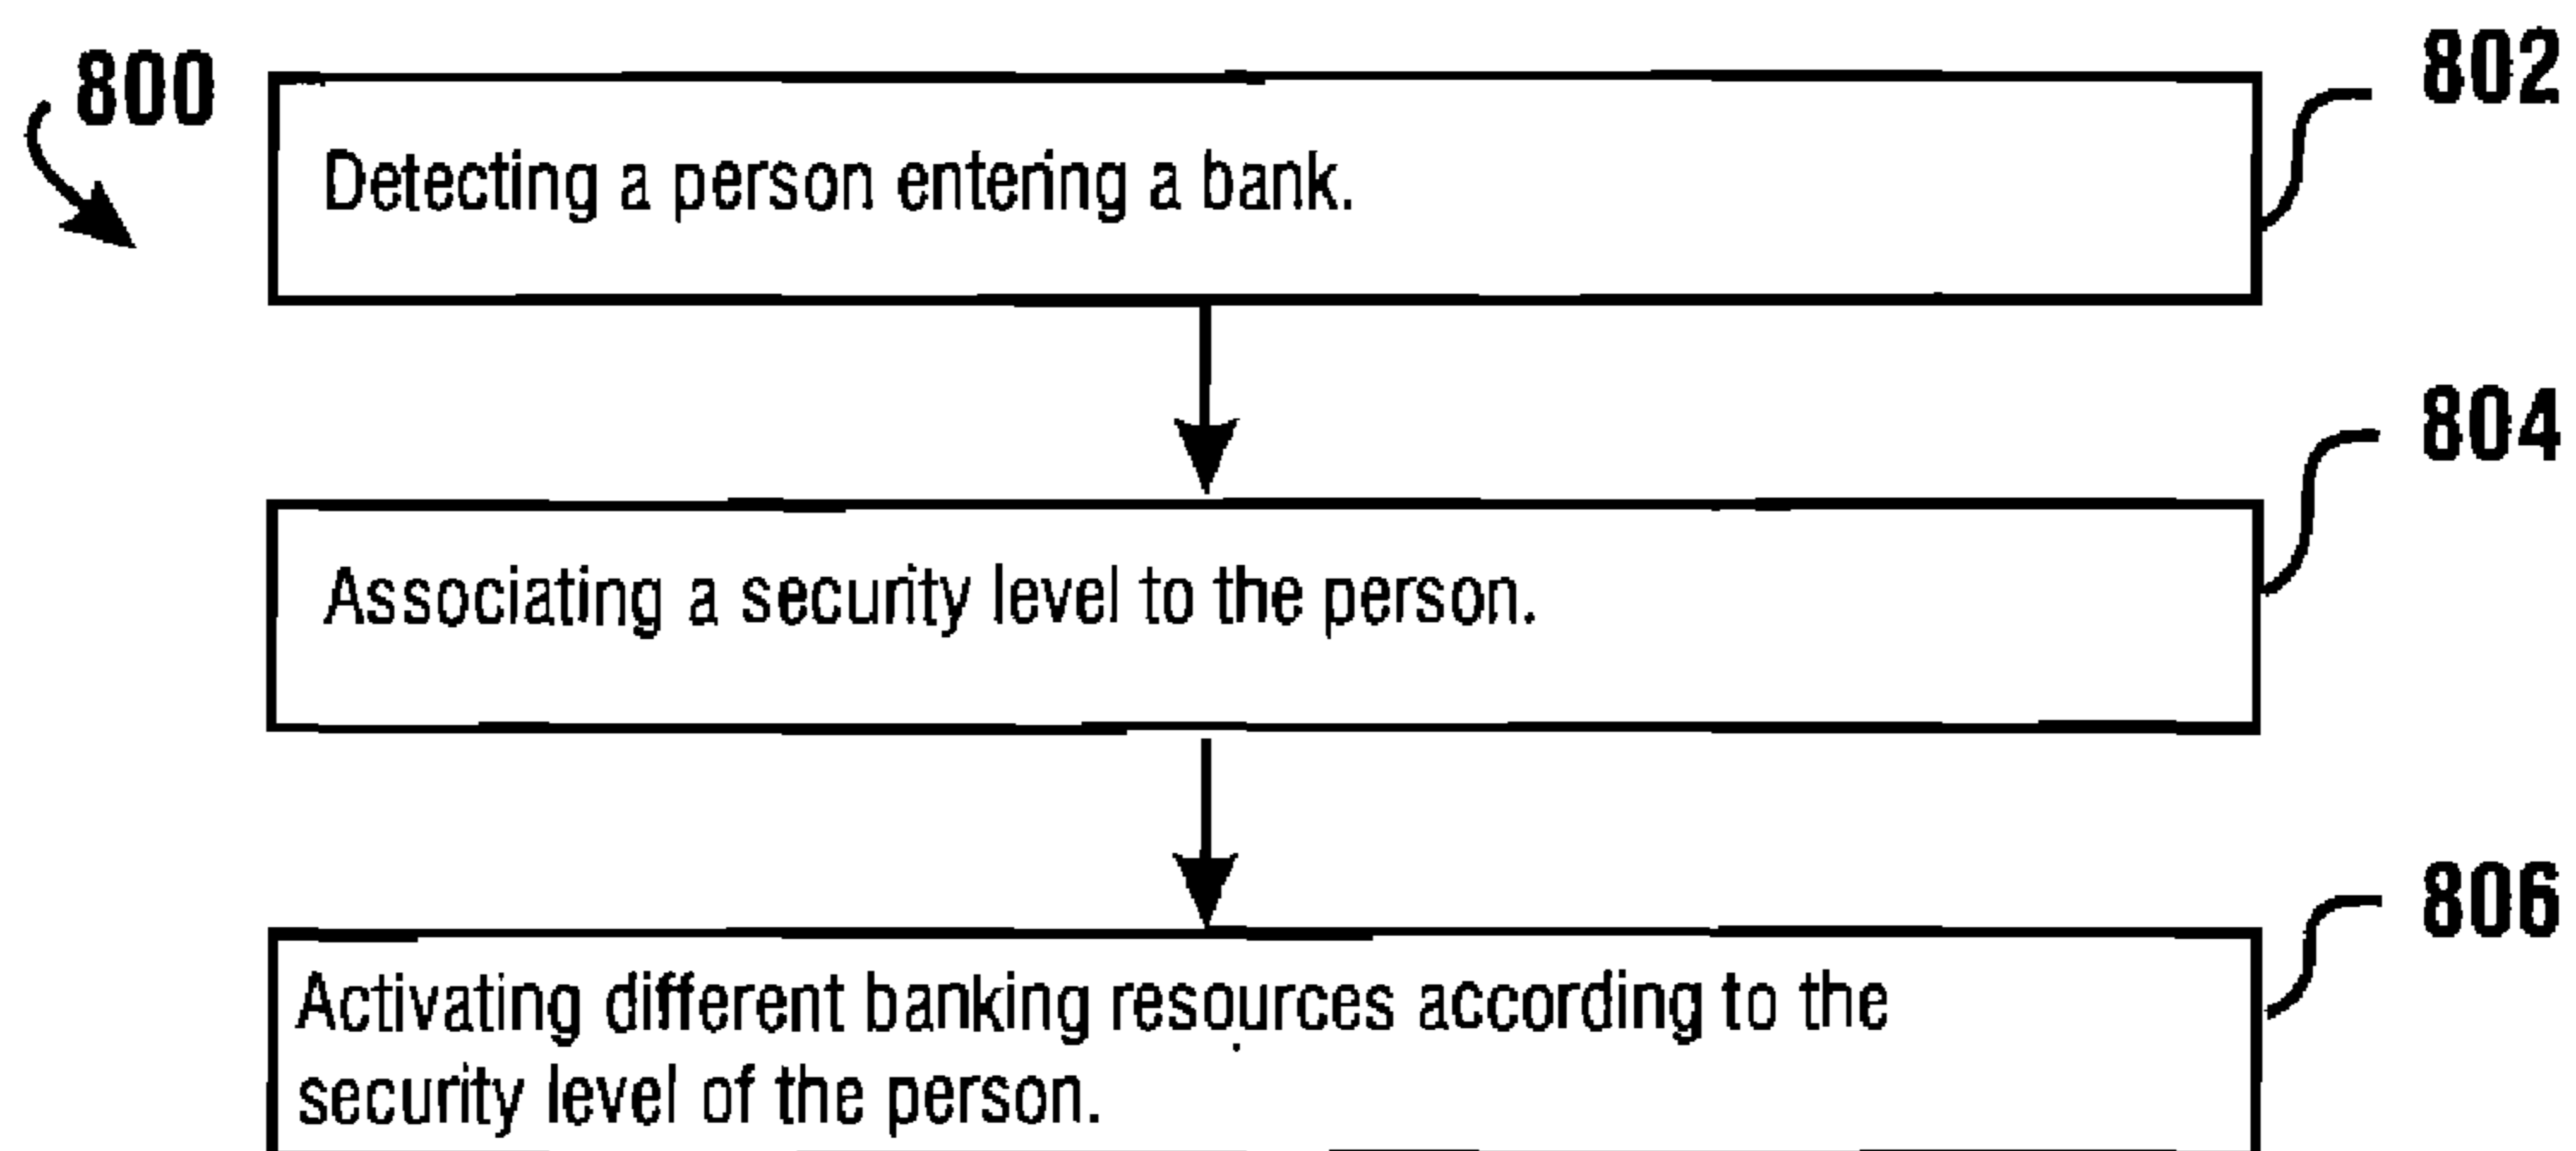 800
802
Detecting a person entering a bank.
804
Associating a security level to the person.
806
Activating different banking resources according to the
security level of the person.